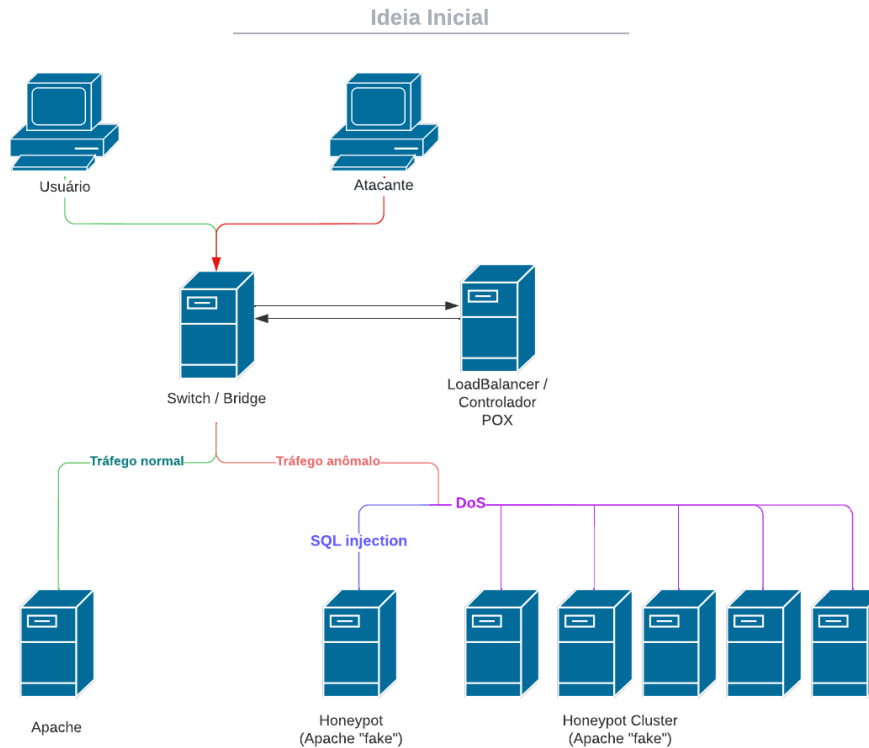 Ideia Inicial
Usuário
Atacante
Switch / Bridge
LoadBalancer /
Controlador
POX
Tráfego normal
Tráfego anômalo
DoS
SQL injection
Apache
Honeypot
(Apache "fake")
Honeypot Cluster
(Apache "fake")